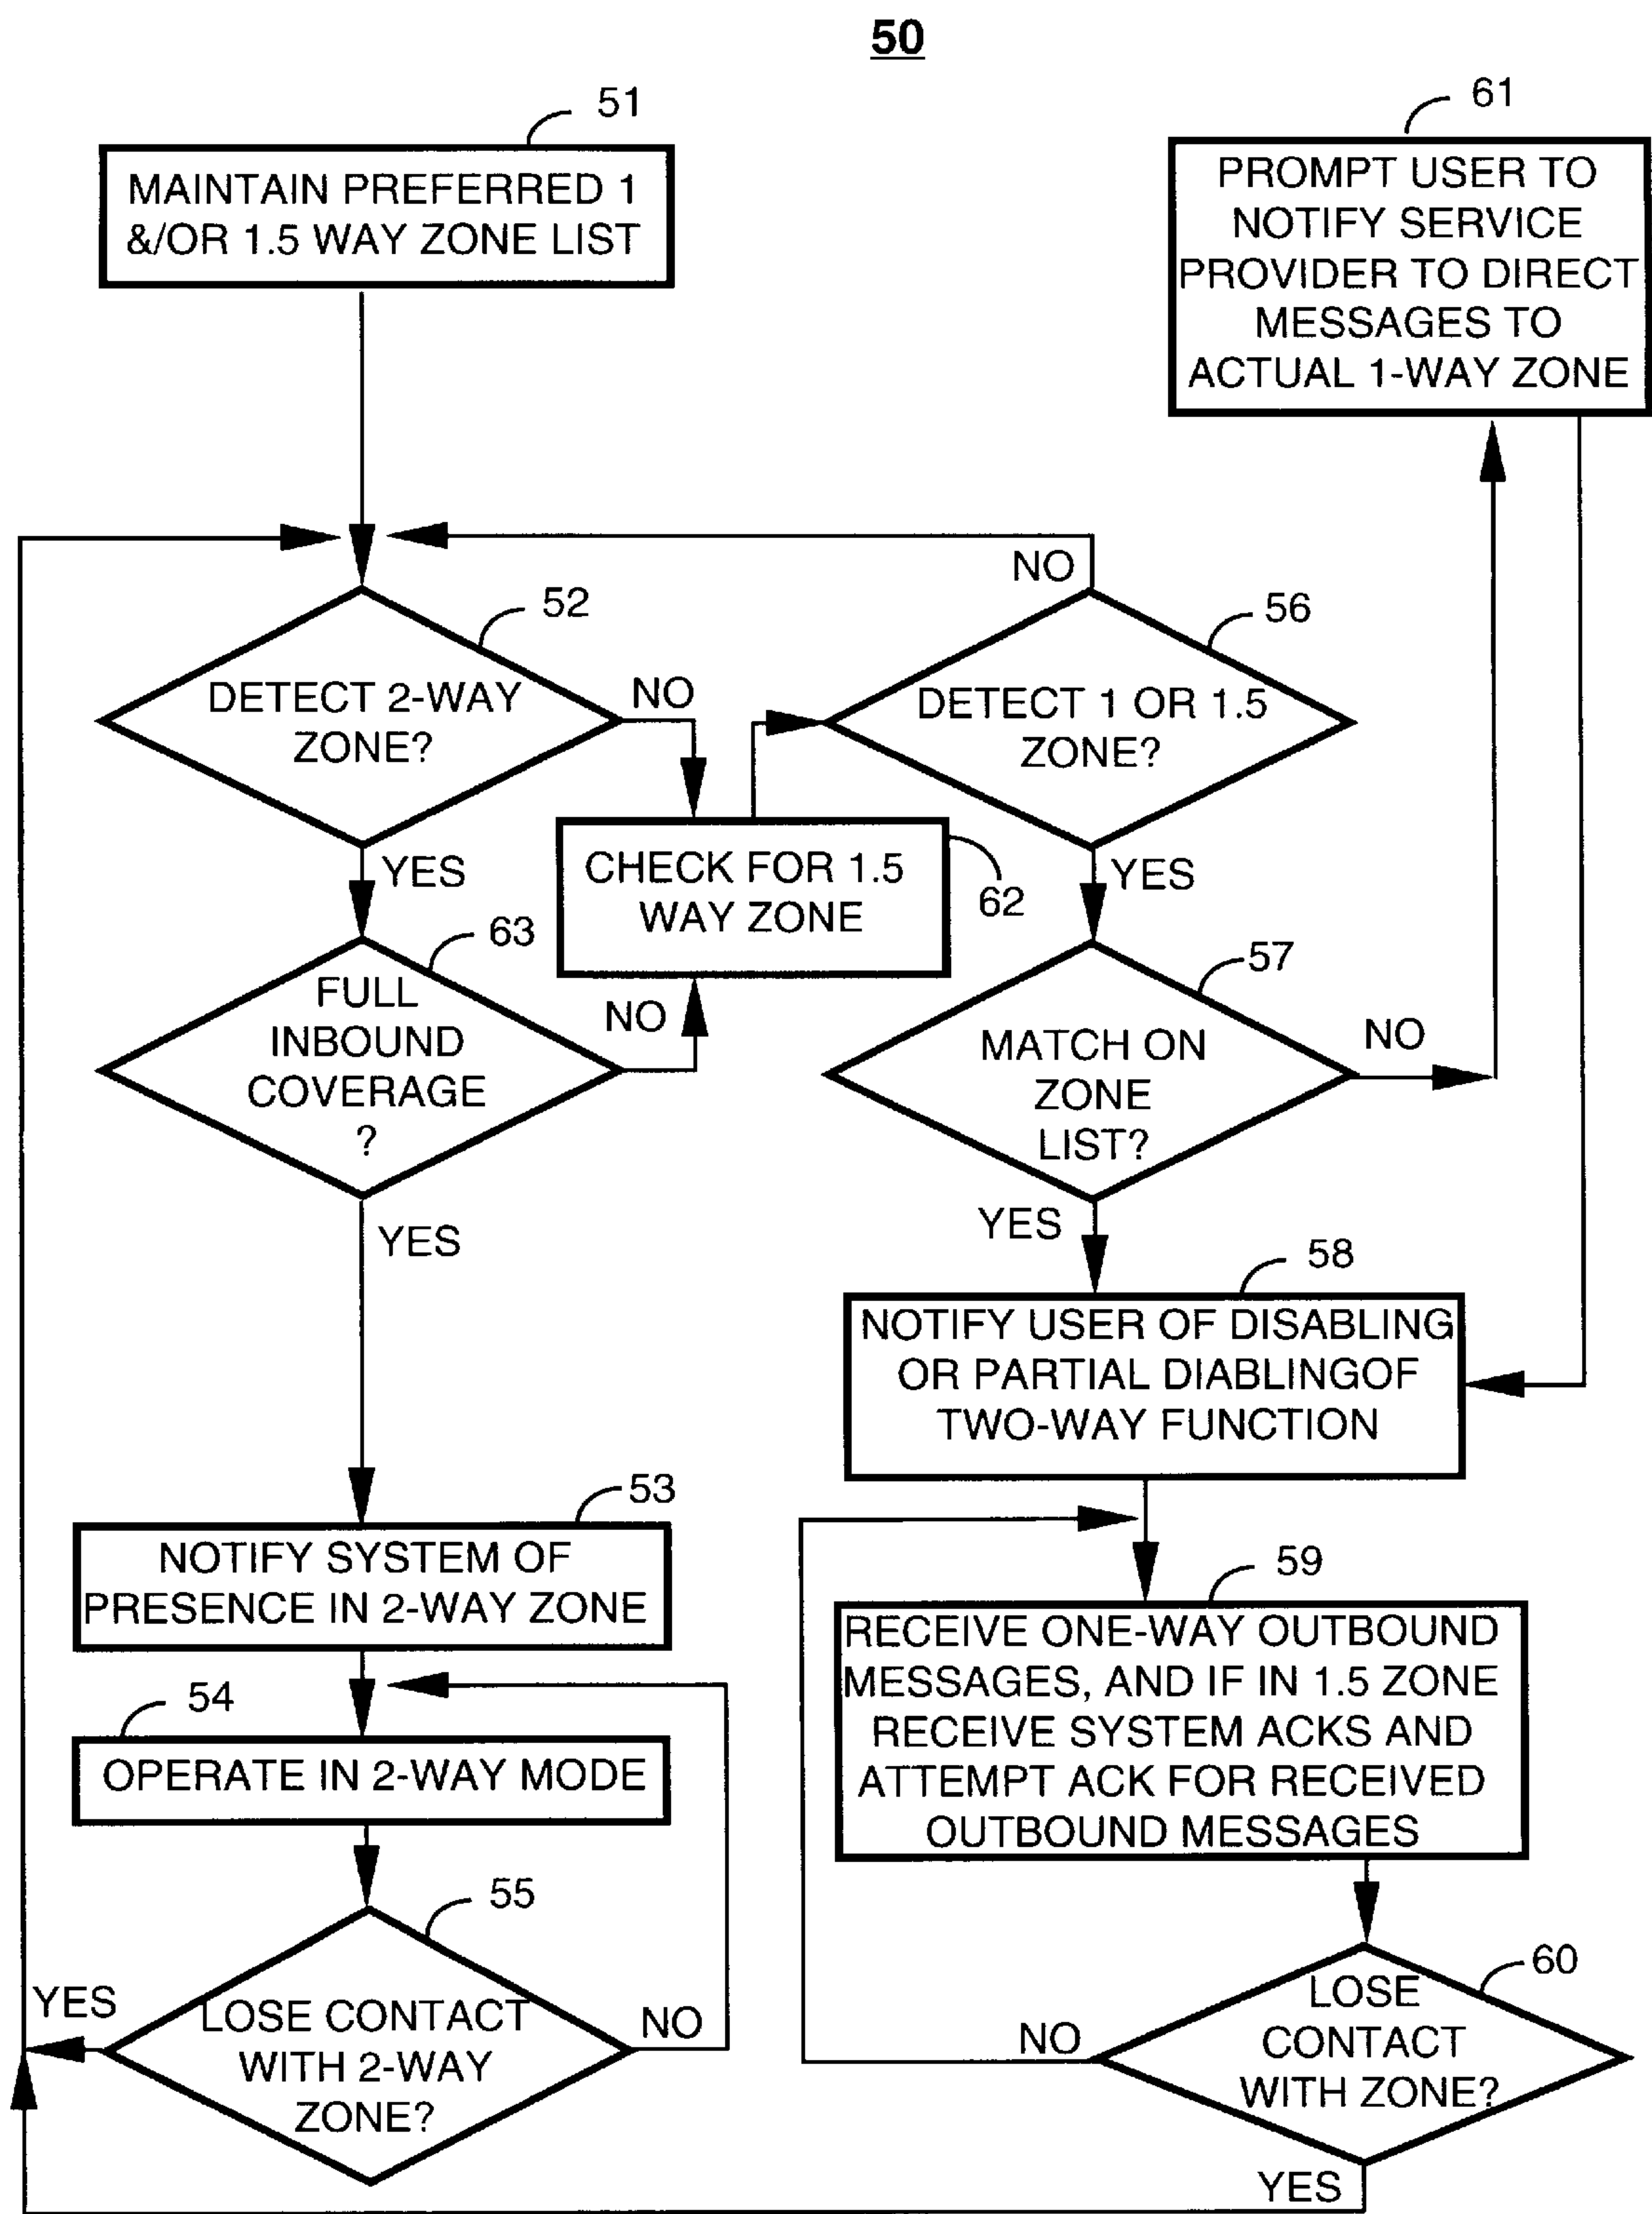 50
51
MAINTAIN PREFERRED 1
&/OR 1.5 WAY ZONE LIST
61
PROMPT USER TO
NOTIFY SERVICE
PROVIDER TO DIRECT
MESSAGES TO
ACTUAL 1-WAY ZONE
52
DETECT 2-WAY
ZONE?
NO
YES
56
DETECT 1 OR 1.5
ZONE?
NO
YES
CHECK FOR 1.5
WAY ZONE
62
63
FULL
INBOUND
COVERAGE
?
NO
YES
57
MATCH ON
ZONE
LIST?
NO
YES
58
NOTIFY USER OF DISABLING
OR PARTIAL DIABLINGOF
TWO-WAY FUNCTION
53
NOTIFY SYSTEM OF
PRESENCE IN 2-WAY ZONE
54
OPERATE IN 2-WAY MODE
55
LOSE CONTACT
WITH 2-WAY
ZONE?
YES
NO
59
RECEIVE ONE-WAY OUTBOUND
MESSAGES, AND IF IN 1.5 ZONE
RECEIVE SYSTEM ACKS AND
ATTEMPT ACK FOR RECEIVED
OUTBOUND MESSAGES
60
LOSE
CONTACT
WITH ZONE?
NO
YES